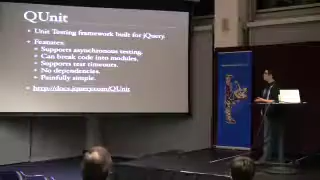 QUnit
Unit Testing framework built for jQuery.
Features:
Supports asynchronous testing.
Can break code into modules.
Supports test timeouts.
No dependencies.
Painfully simple.
http://docs.jquery.com/QUnit